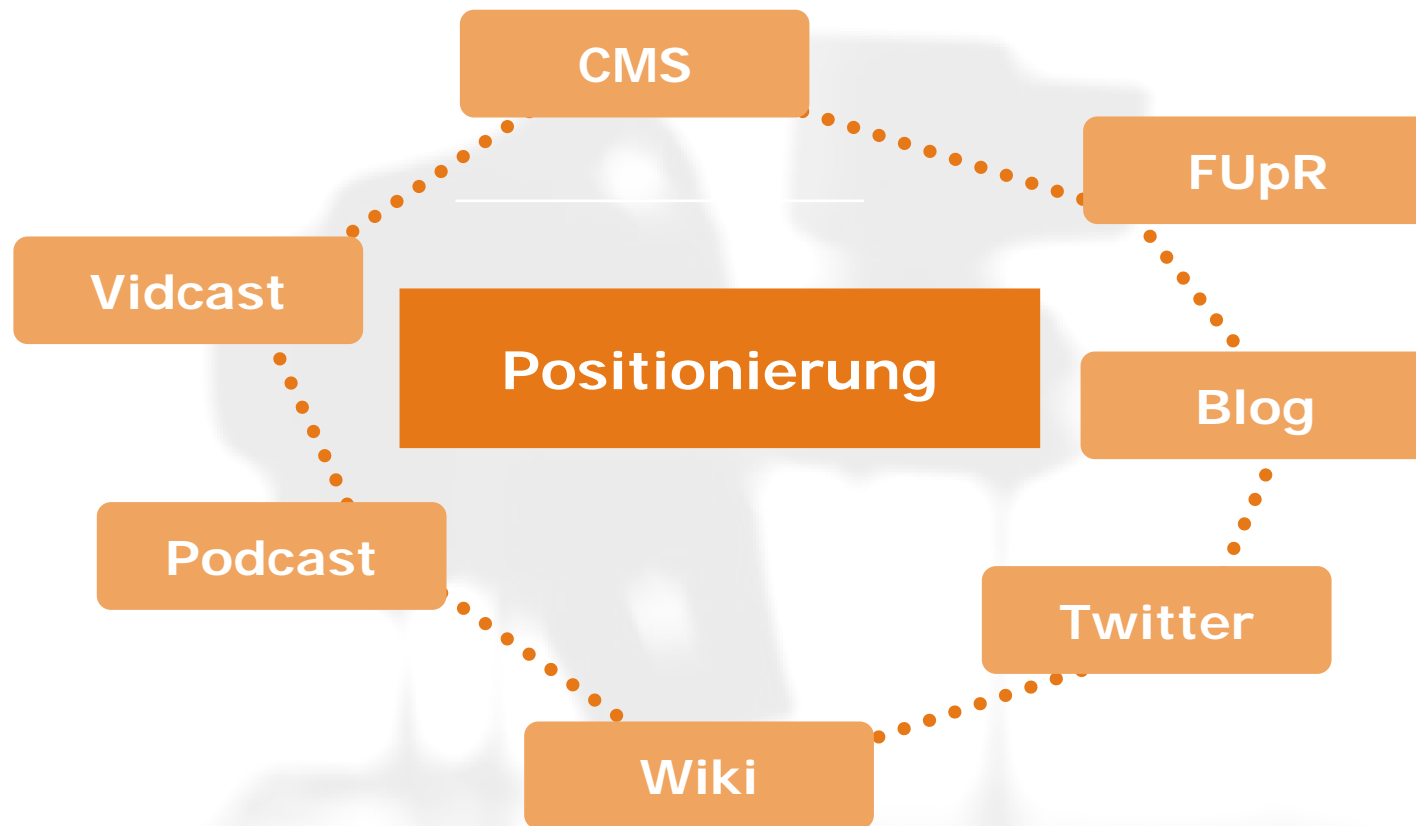 CMS
FUpR
Vidcast
Positionierung
Blog
Podcast
Twitter
Wiki